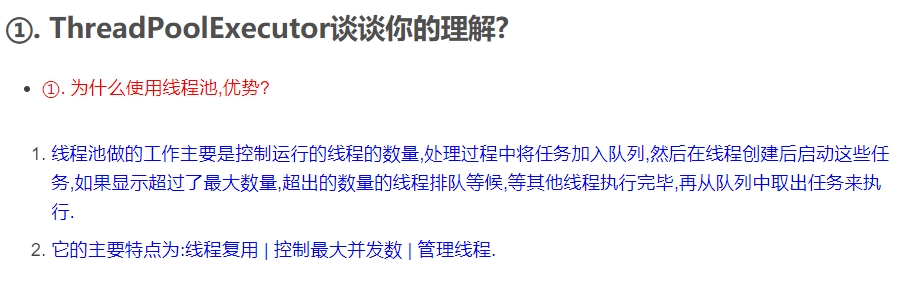 ①. ThreadPoolExecutor谈谈你的理解?
①. 为什么使用线程池,优势?
1. 线程池做的工作主要是控制运行的线程的数量,处理过程中将任务加入队列,然后在线程创建后启动这些任
务,如果显示超过了最大数量,超出的数量的线程排队等候,等其他线程执行完毕,再从队列中取出任务来执
行.
2. 它的主要特点为:线程复用 | 控制最大并发数 | 管理线程.